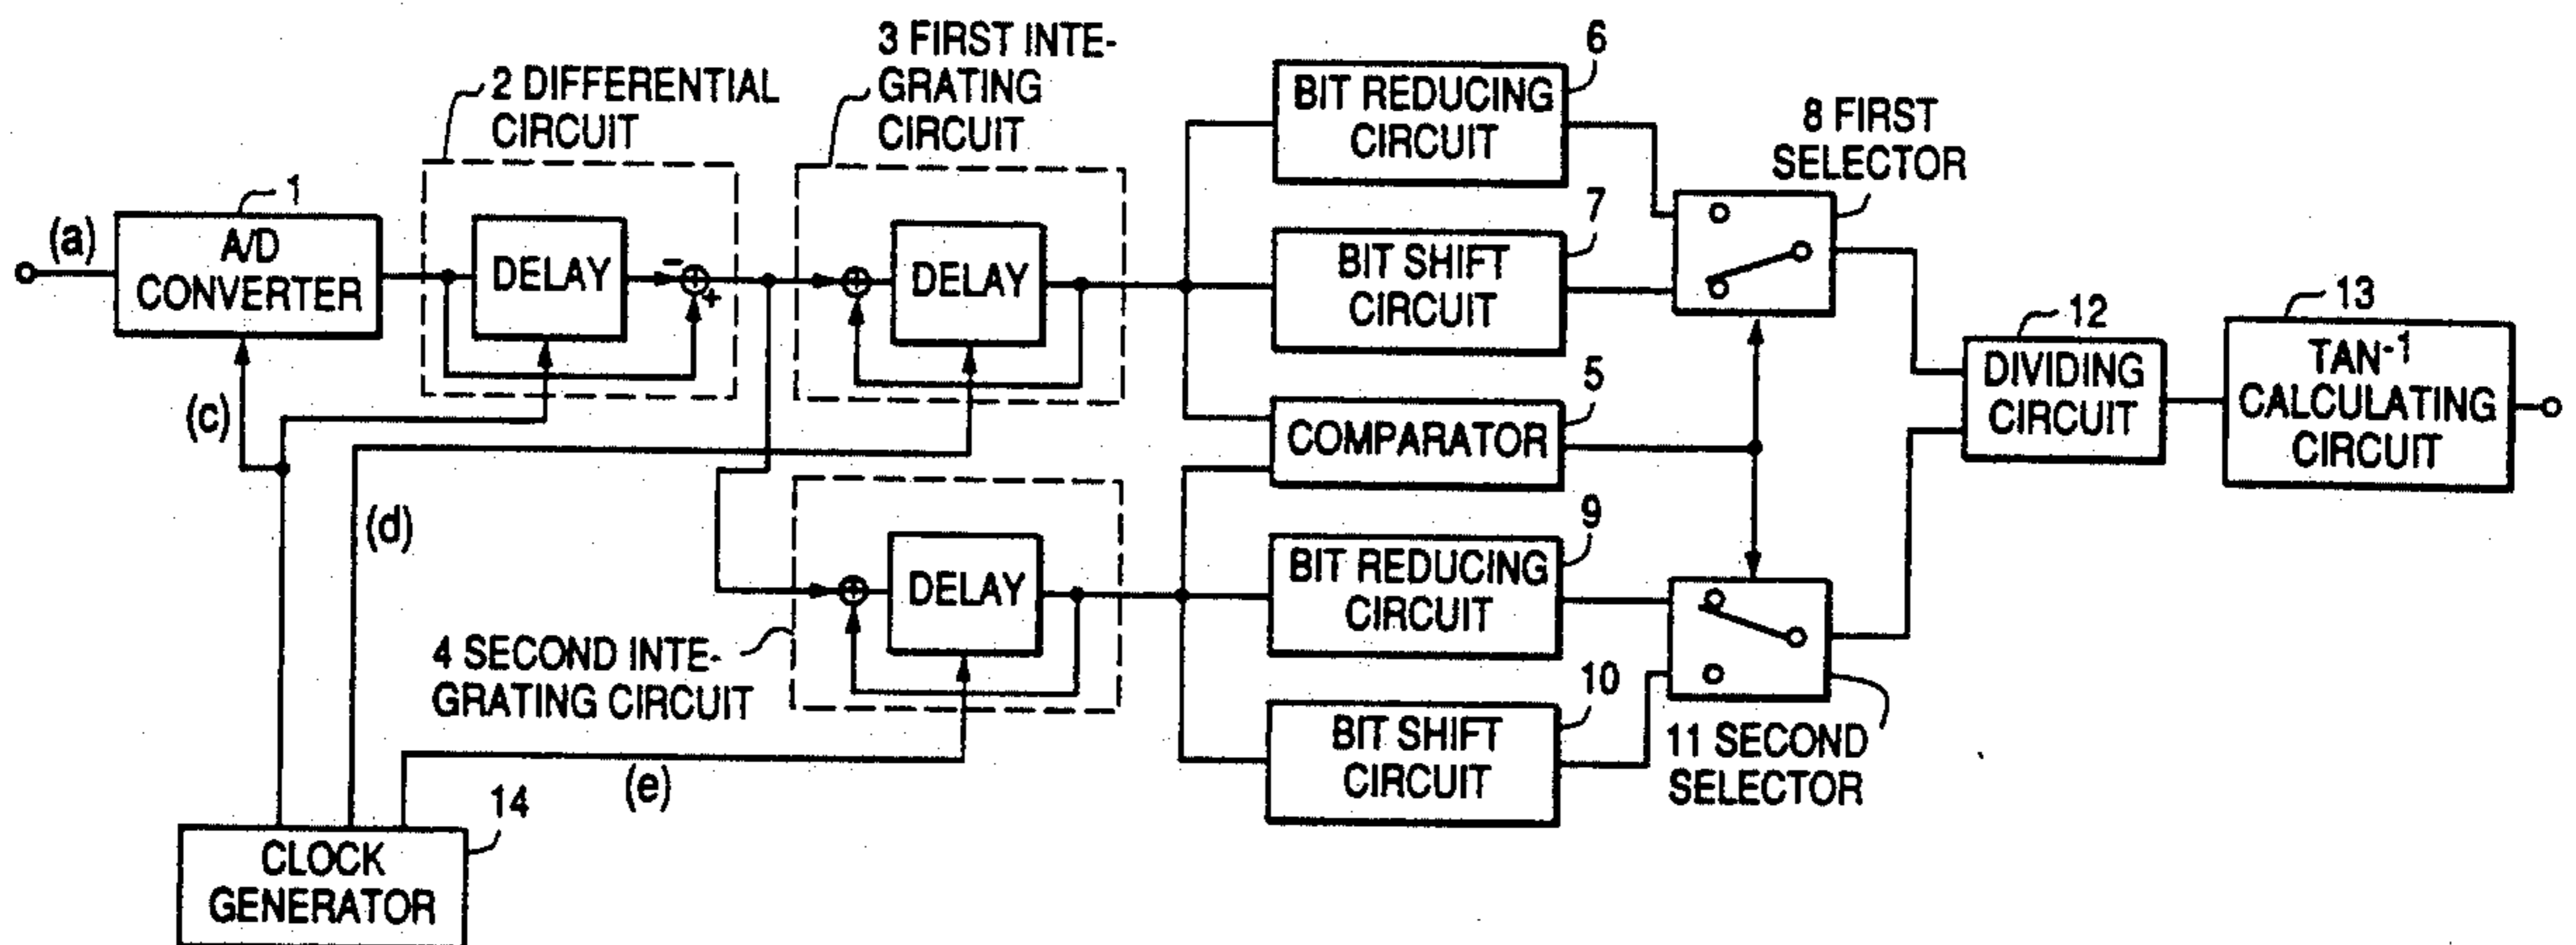 (a)
1
A/D
CONVERTER
(c)
2 DIFFERENTIAL
CIRCUIT
DELAY
-
+
3 FIRST INTE-
GRATING
CIRCUIT
DELAY
(d)
4 SECOND INTE-
GRATING CIRCUIT
DELAY
(e)
14
CLOCK
GENERATOR
6
BIT REDUCING
CIRCUIT
7
BIT SHIFT
CIRCUIT
5
COMPARATOR
9
BIT REDUCING
CIRCUIT
10
BIT SHIFT
CIRCUIT
8 FIRST
SELECTOR
11 SECOND
SELECTOR
12
DIVIDING
CIRCUIT
13
TAN-1
CALCULATING
CIRCUIT